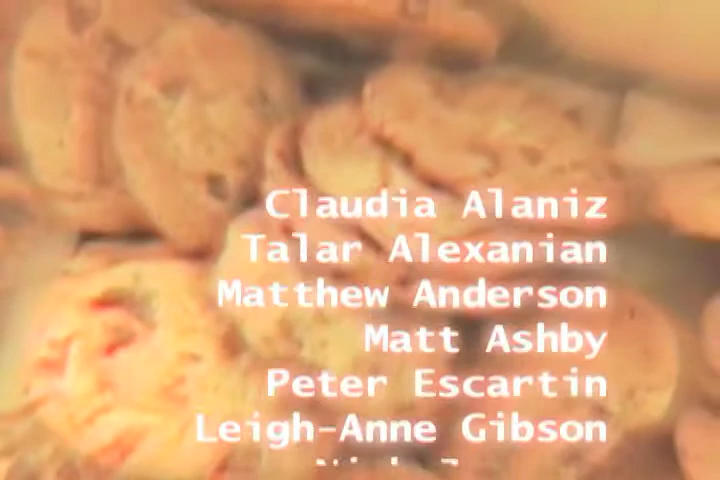 Claudia Alaniz
Talar Alexanian
Matthew Anderson
Matt Ashby
Peter Escartin
Leigh-Anne Gibson